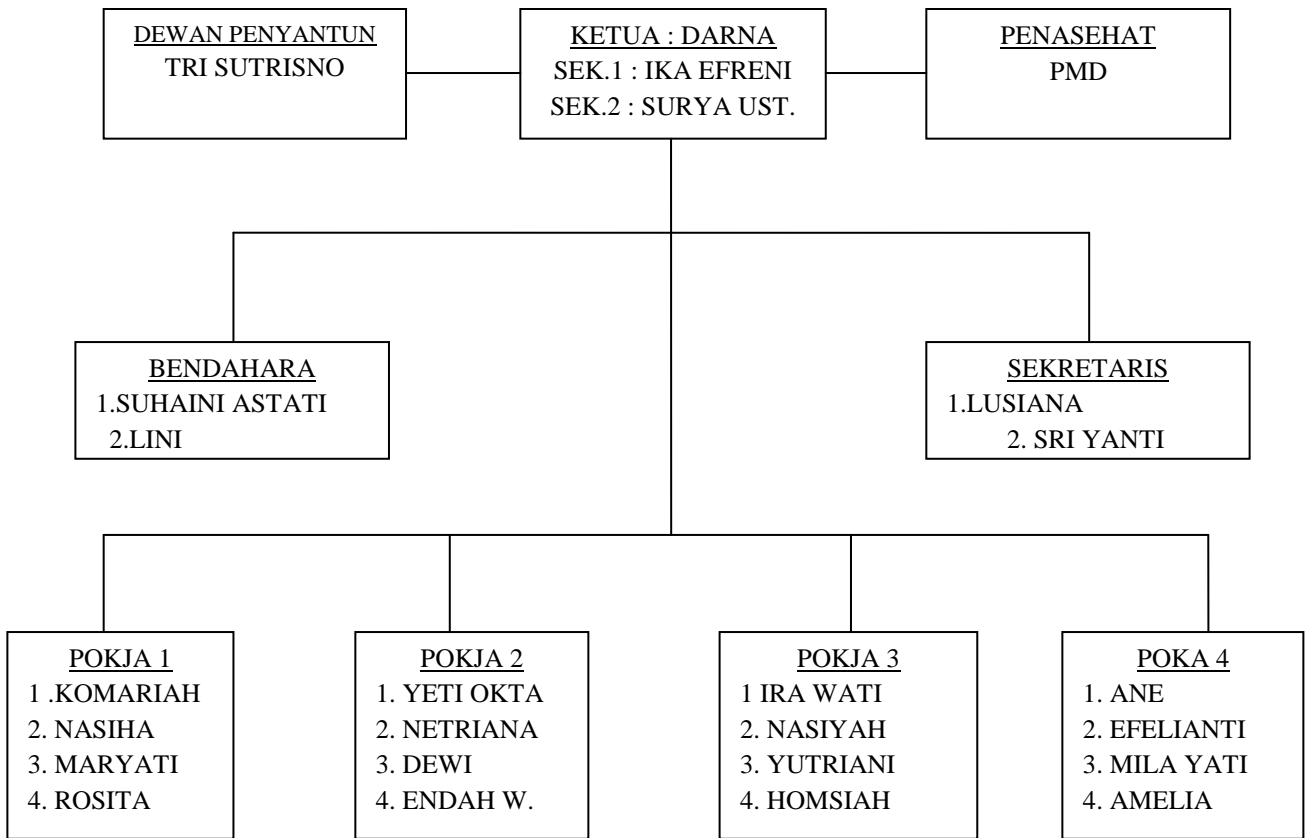 DEWAN PENYANTUN
TRI SUTRISNO
KETUA : DARNA
SEK.1 : IKA EFRENI
SEK.2 : SURYA UST.
PENASEHAT
PMD
BENDAHARA
1.SUHAINI ASTATI
2.LINI
SEKRETARIS
1.LUSIANA
2. SRI YANTI
POKJA 1
1 .KOMARIAH
2. NASIHA
3. MARYATI
4. ROSITA
POKJA 2
1. YETI OKTA
2. NETRIANA
3. DEWI
4. ENDAH W.
POKJA 3
1 IRA WATI
2. NASIYAH
3. YUTRIANI
4. HOMSIAH
POKA 4
1. ANE
2. EFELIANTI
3. MILA YATI
4. AMELIA